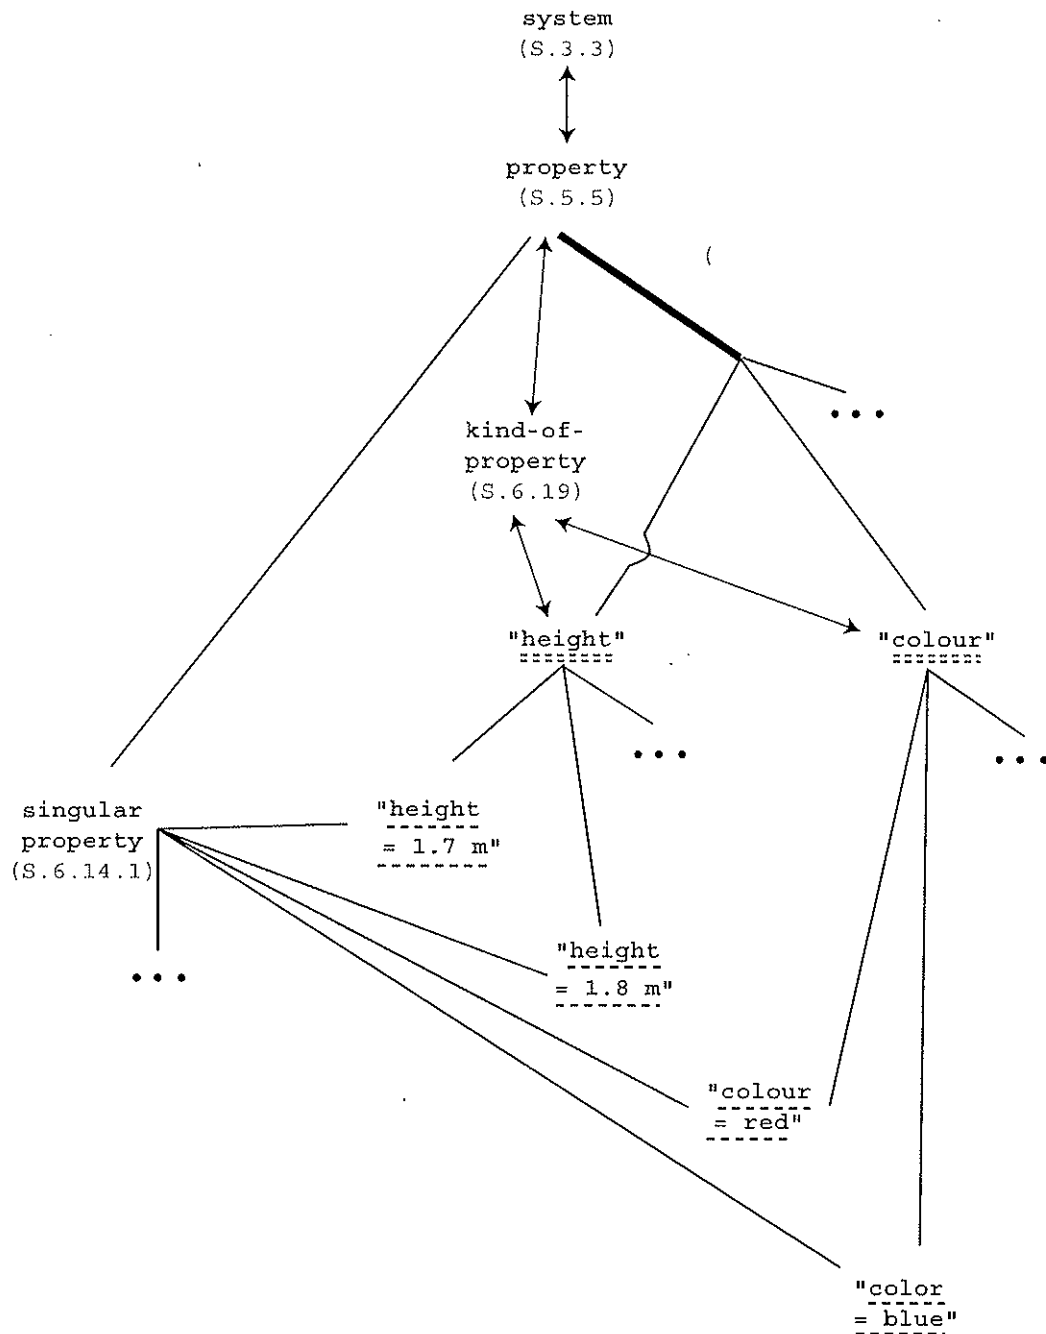 system
(S.3.3)
property
(S.5.5)
(
kind-of-
property
(S.6.19)
"height"
"colour"
singular
property
(S.6.14.1)
"height
= 1.7 m"
"height
= 1.8 m"
"colour
= red"
"color
= blue"